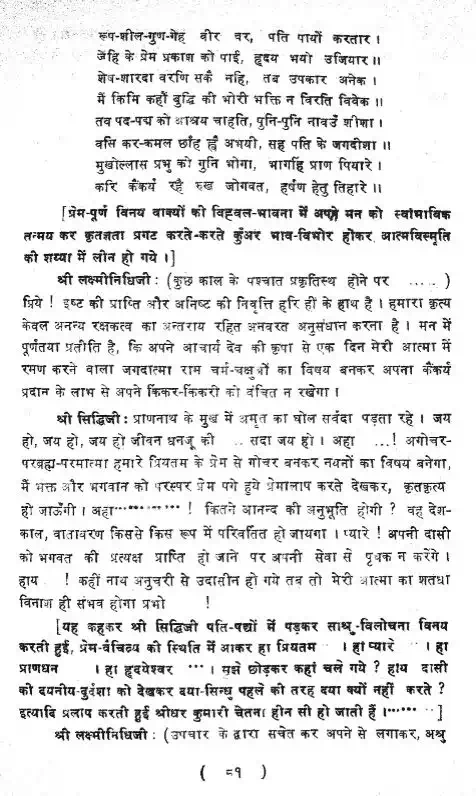 रूप-शील-गुण-गेह वीर वर, पति पायों करतार ।
जेहि के प्रेम प्रकाश को पाई, हृदय भयो उजियार ॥
शेष-शारदा वरणि सकै नहि, तव उपकार अनेक ।
मैं किमि कहौं बुद्धि की भोरी भक्ति न विरति विवेक ॥
तव पद-पद्म को आश्रय चाहति, पुनि-पुनि नावउँ शीशा ।
वसि कर-कमल छाँह ह्वै अभयी, सह पति के जगदीशा ॥
मुखोल्लास प्रभु को गुनि भोगा, भार्गाह प्राण पियारे ।
करि कैंकर्य रहै रुख जोगवत, हर्षण हेतु तिहारे ॥
[प्रेम-पूर्ण विनय वाक्यों की विह्वल-भावना में अपने मन को स्वाभाविक
तन्मय कर कृतज्ञता प्रगट करते-करते कुँअर भाव-विभोर होकर आत्मविस्मृति
की शय्या में लीन हो गये ।]
श्री लक्ष्मीनिधिजी : (कुछ काल के पश्चात प्रकृतिस्थ होने पर ..... )
प्रिये ! इष्ट की प्राप्ति और अनिष्ट की निवृत्ति हरि हीं के हाथ है । हमारा कृत्य
केवल अनन्य रक्षकत्व का अन्तराय रहित अनवरत अनुसंधान करना है । मन में
पूर्णतया प्रतीति है, कि अपने आचार्य देव की कृपा से एक दिन मेरी आत्मा में
रमण करने वाला जगदात्मा राम चर्म-चक्षुओं का विषय बनकर अपना कैंकर्य
प्रदान के लाभ से अपने किंकर-किंकरी को वंचित न रखेगा ।
श्री सिद्धिजी : प्राणनाथ के मुख में अमृत का घोल सर्वदा पड़ता रहे । जय
हो, जय हो, जय हो जीवन धनजू की .. सदा जय हो । अहा ...! अगोचर-
परब्रह्म-परमात्मा हमारे प्रियतम के प्रेम से गोचर बनकर नयनों का विषय बनेगा,
मैं भक्त और भगवान को परस्पर प्रेम पगे हुये प्रेमालाप करते देखकर, कृतकृत्य
हो जाऊँगी । अहा............ ! कितने आनन्द की अनुभूति होगी ? वह देश-
काल, वातावरण किससे किस रूप में परिवर्तित हो जायगा । प्यारे ! अपनी दासी
को भगवत की प्रत्यक्ष प्राप्ति हो जाने पर अपनी सेवा से पृथक न करेंगे ।
हाय ! कहीं नाथ अनुचरी से उदासीन हो गये तव तो मेरी आत्मा का शतधा
विनाश ही संभव होगा प्रभो !
[यह कहकर श्री सिद्धिजी पति-पद्यों में पड़कर साश्रु-विलोचना विनय
करती हुई, प्रेम-वैचित्र्य की स्थिति में आकर हा प्रियतम .. । हा प्यारे ... ! हा
प्राणधन । हा हृदयेश्वर ... । मुझे छोड़कर कहां चले गये ? हाय दासी
की दयनीय-दुर्दशा को देखकर दया-सिन्धु पहले की तरह दया क्यों नहीं करते ?
इत्यादि प्रलाप करती हुई श्रीधर कुमारी चेतना हीन सी हो जाती हैं ।...... ..]
श्री लक्ष्मीनिधिजी : (उपचार के द्वारा सचेत कर अपने से लगाकर, अश्रु
( ८१ )